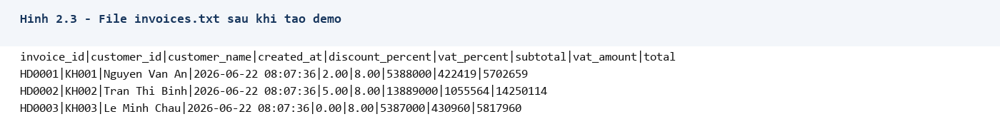 Hinh 2.3 - File invoices.txt sau khi tao demo
invoice_id|customer_id|customer_name|created_at|discount_percent|vat_percent|subtotal|vat_amount|total
HD0001|KH001|Nguyen Van An|2026-06-22 08:07:36|2.00|8.00|5388000|422419|5702659
HD0002|KH002|Tran Thi Binh|2026-06-22 08:07:36|5.00|8.00|13889000|1055564|14250114
HD0003|KH003|Le Minh Chau|2026-06-22 08:07:36|0.00|8.00|5387000|430960|5817960